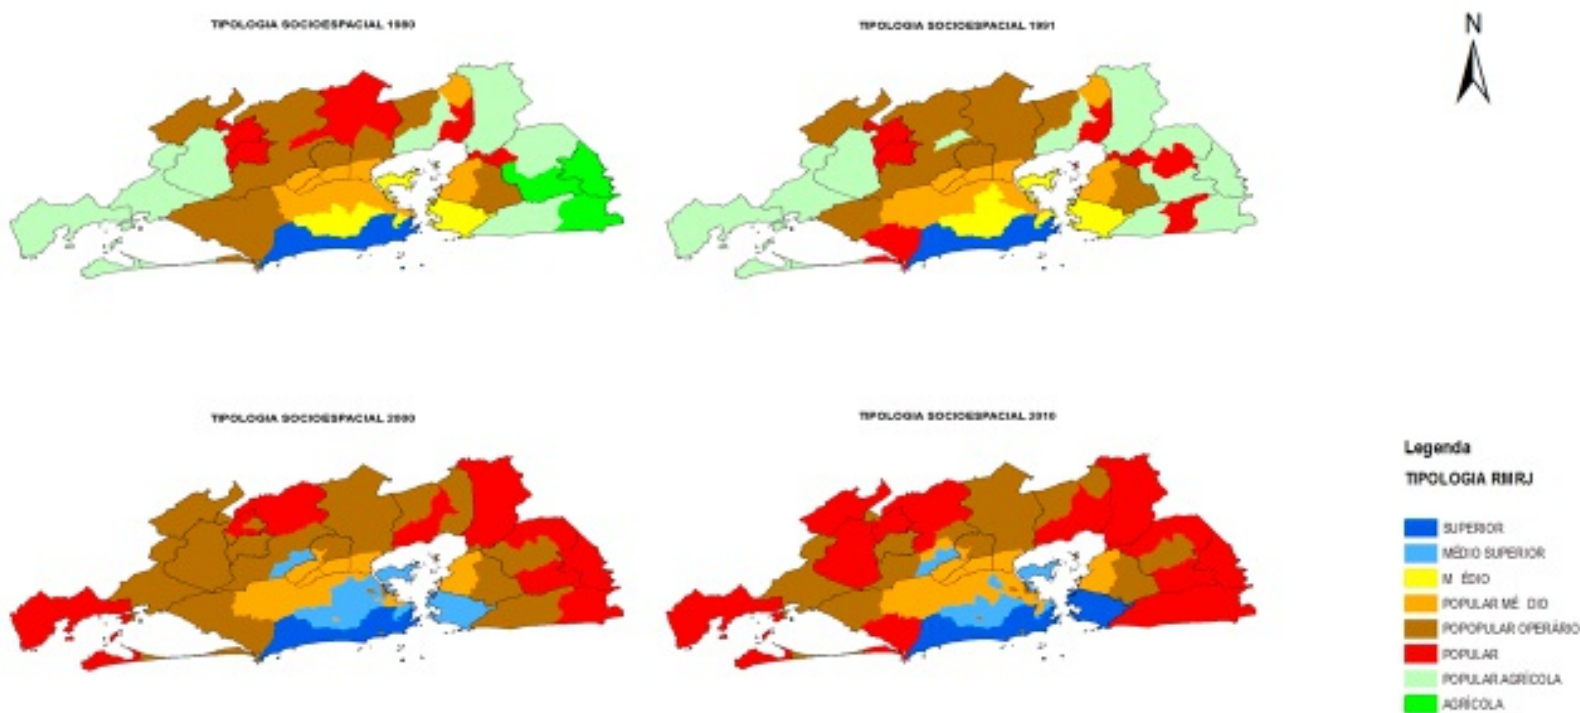 TIPOLOGIA SOCIOESPACIAL 1980
TIPOLOGIA SOCIOESPACIAL 1991
N
TIPOLOGIA SOCIOESPACIAL 2000
TIPOLOGIA SOCIOESPACIAL 2010
Legenda
TIPOLOGIA RMRJ
SUPERIOR
MÉDIO SUPERIOR
M ÉDIO
POPULAR MÉ DIO
POPOPULAR OPERÁRIO
POPULAR
POPULAR AGRÍCOLA
AGRÍCOLA